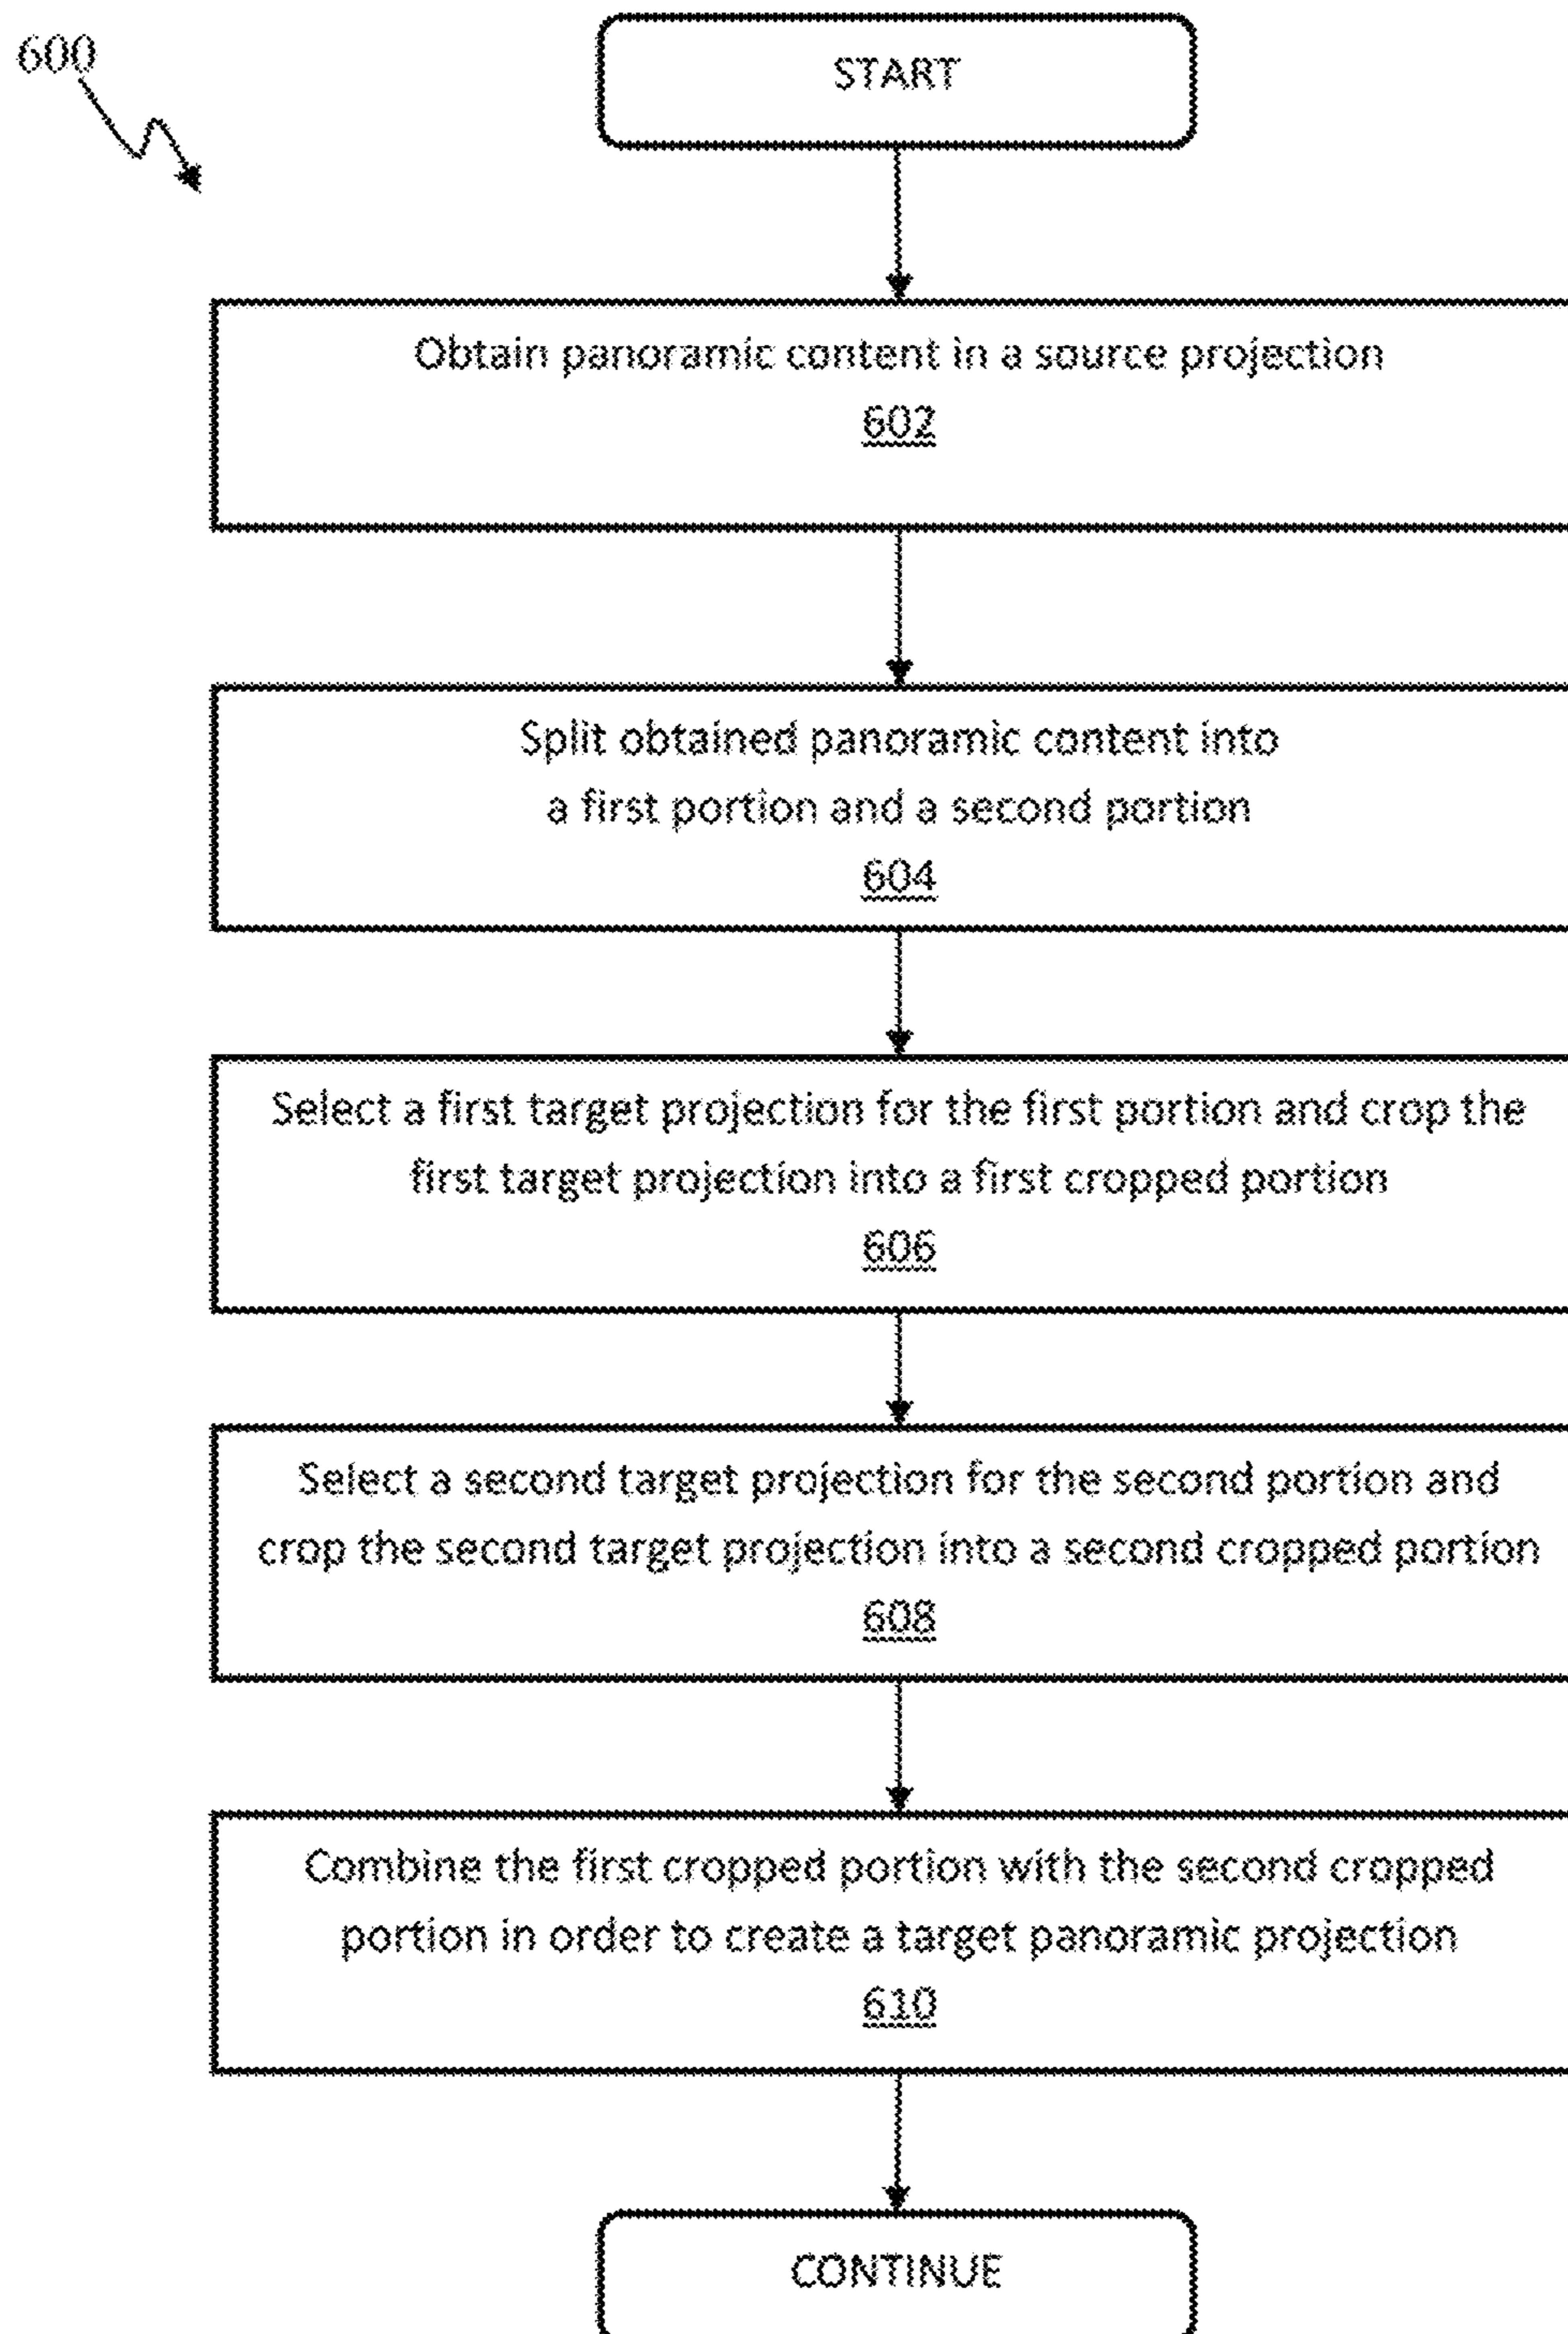 600
START
Obtain panoramic content in a source projection
602
Split obtained panoramic content into
a first portion and a second portion
604
Select a first target projection for the first portion and crop the
first target projection into a first cropped portion
606
Select a second target projection for the second portion and
crop the second target projection into a second cropped portion
608
Combine the first cropped portion with the second cropped
portion in order to create a target panoramic projection
610
CONTINUE